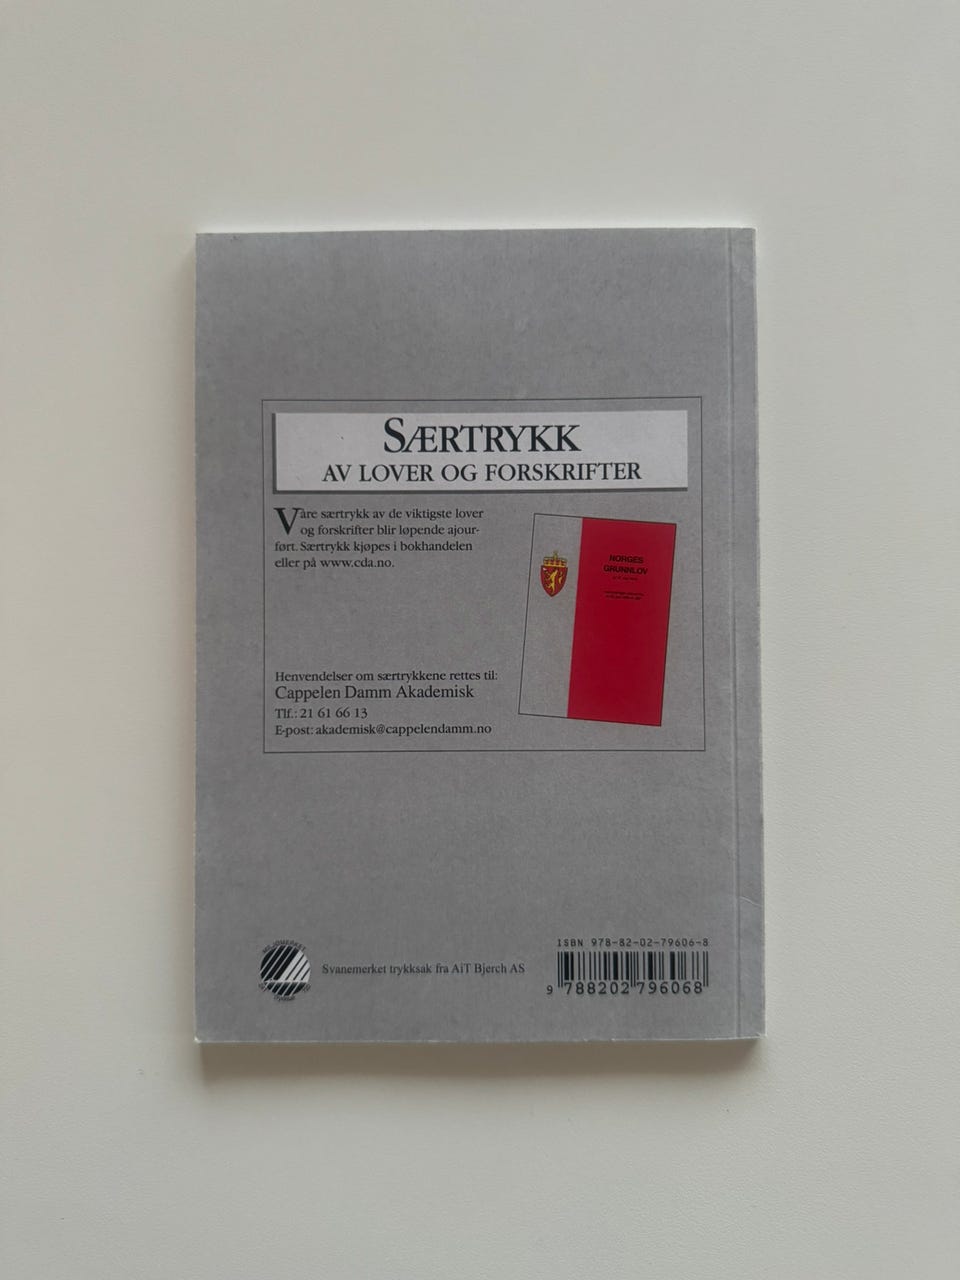 SÆRTRYKK
AV LOVER OG FORSKRIFTER
Våre særtrykk av de viktigste lover
og forskrifter blir løpende ajour-
ført. Særtrykk kjøpes i bokhandelen
eller på www.cda.no.
NORGES
GRUNNLOV
Henvendelser om særtrykkene rettes til:
Cappelen Damm Akademisk
Tlf.: 21 61 66 13
E-post: akademisk@cappelendamm.no
MILJØMERKET
Trykksak
Svanemerket trykksak fra AiT Bjerch AS
ISBN 978-82-02-79606-8
9 788202 796068